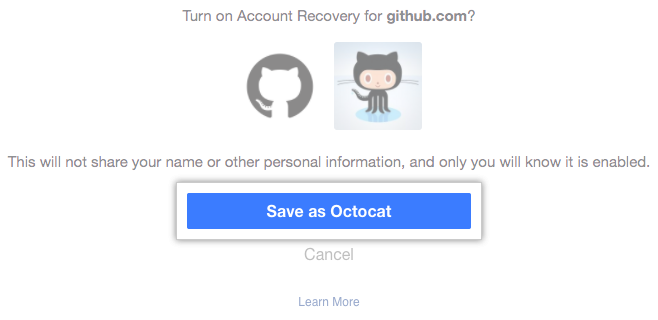 Turn on Account Recovery for github.com?
This will not share your name or other personal information, and only you will know it is enabled.
Save as Octocat
Cancel
Learn More